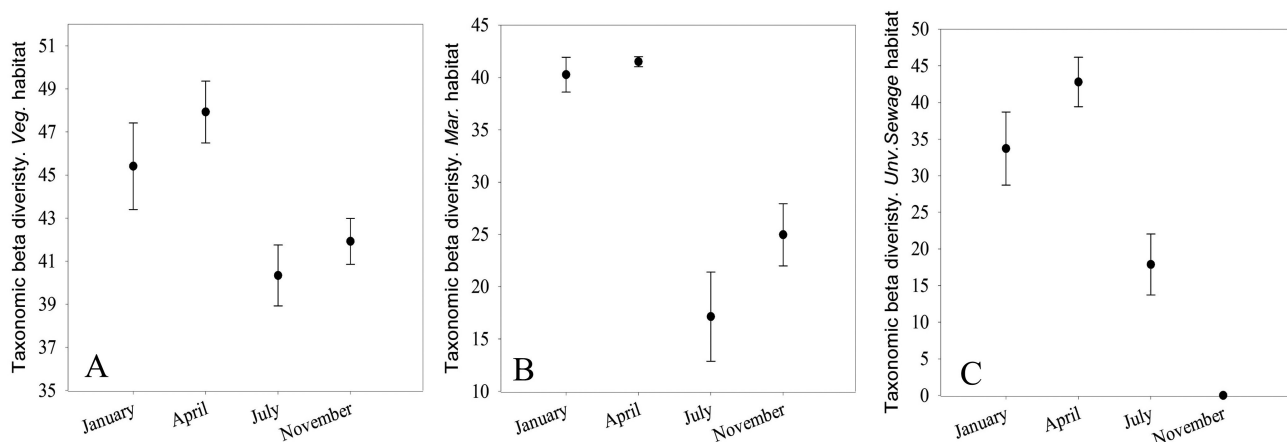 Taxonomic beta diveristy. Veg. habitat
51
49
47
45
43
41
39
37
35
A
January
April
July
November
Taxonomic beta diveristy. Mar. habitat
45
40
35
30
25
20
15
10
B
January
April
July
November
Taxonomic beta diveristy. Unv.Sewage habitat
50
45
40
35
30
25
20
15
10
5
0
C
January
April
July
November